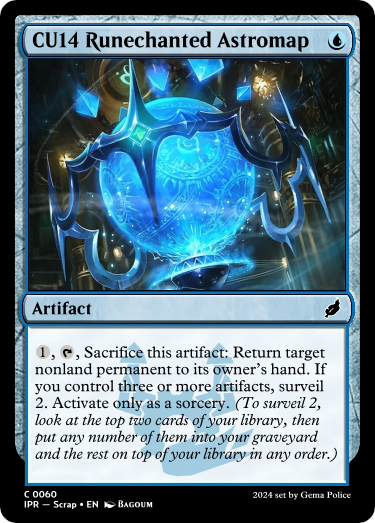 CU14 Runechanted Astromap
Artifact
1, T, Sacrifice this artifact: Return target
nonland permanent to its owner's hand. If
you control three or more artifacts, surveil
2. Activate only as a sorcery. (To surveil 2,
look at the top two cards of your library, then
put any number of them into your graveyard
and the rest on top of your library in any order.)
C 0060
IPR — Scrap • EN Bagoum
2024 set by Gema Police